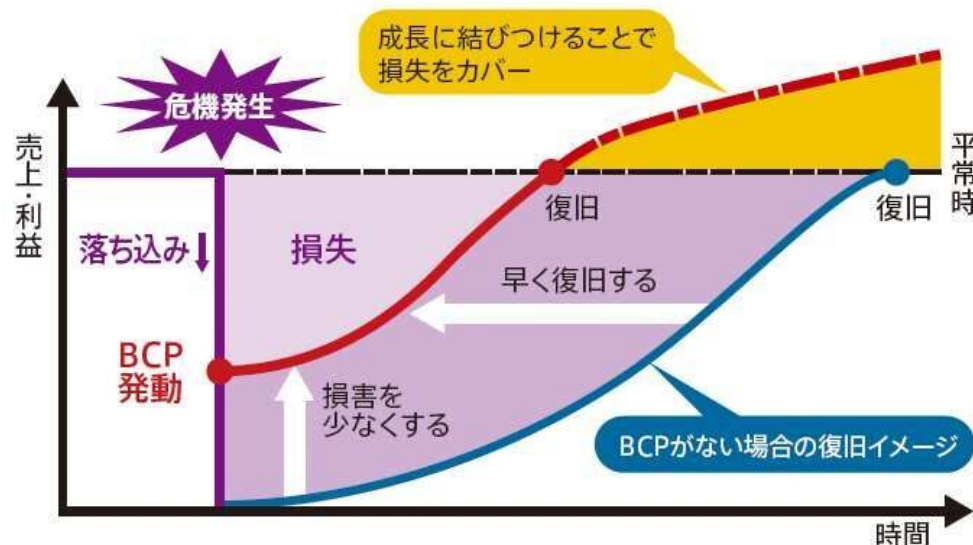 成長に結びつけることで
損失をカバー
危機発生
売上・利益
平常時
復旧
復旧
落ち込み
損失
早く復旧する
BCP
発動
損害を
少なくする
BCPがない場合の復旧イメージ
時間